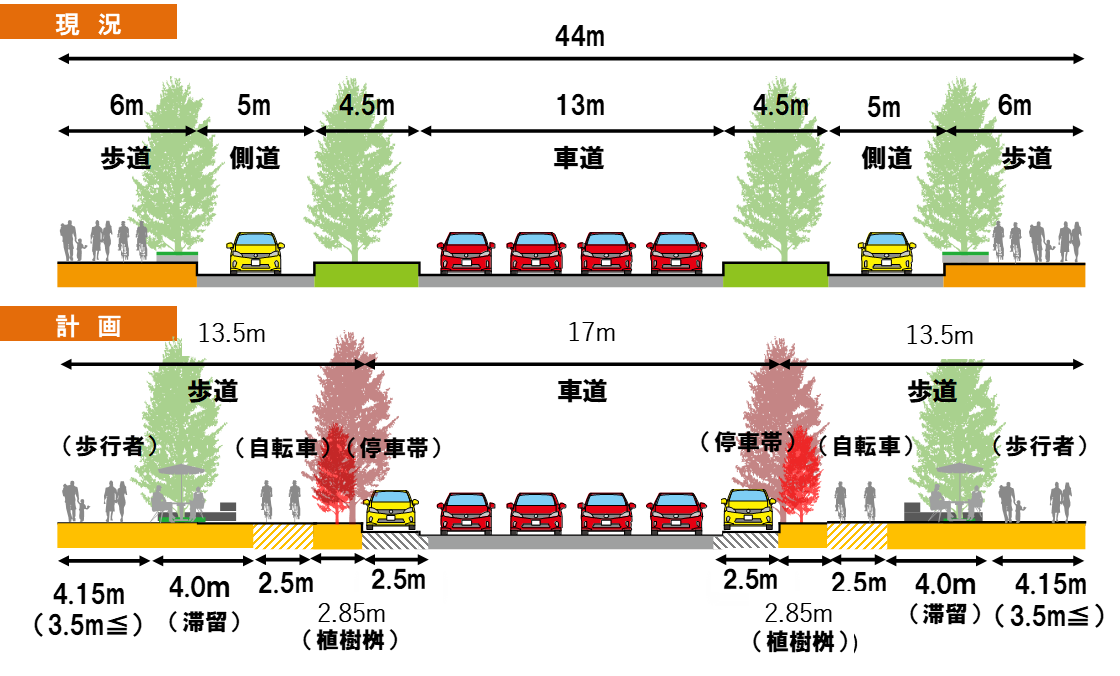 現 況
44m
6m 5m 4.5m 13m 4.5m 5m 6m
歩道 側道 車道 側道 歩道
計 画
13.5m 17m 13.5m
歩道 車道 歩道
（歩行者） （自転車） （停車帯） （停車帯） （自転車） （歩行者）
4.15m 4.0m 2.5m 2.5m 2.5m 2.5m 4.0m 4.15m
（3.5m≦） （滞留） （滞留） （3.5m≦）
2.85m 2.85m
（植樹桝） （植樹桝））